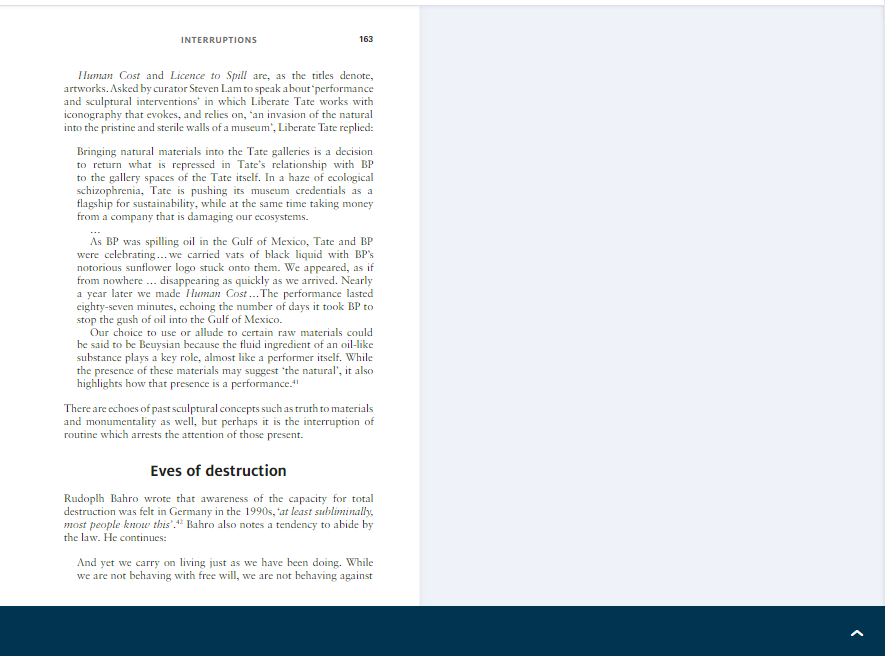 INTERRUPTIONS 163
Human Cost and Licence to Spill are, as the titles denote,
artworks. Asked by curator Steven Lam to speak about ‘performance
and sculptural interventions’ in which Liberate Tate works with
iconography that evokes, and relies on, ‘an invasion of the natural
into the pristine and sterile walls of a museum’, Liberate Tate replied:
Bringing natural materials into the Tate galleries is a decision
to return what is repressed in Tate’s relationship with BP
to the gallery spaces of the Tate itself. In a haze of ecological
schizophrenia, Tate is pushing its museum credentials as a
flagship for sustainability, while at the same time taking money
from a company that is damaging our ecosystems.
...
As BP was spilling oil in the Gulf of Mexico, Tate and BP
were celebrating ... we carried vats of black liquid with BP’s
notorious sunflower logo stuck onto them. We appeared, as if
from nowhere ... disappearing as quickly as we arrived. Nearly
a year later we made Human Cost ... The performance lasted
eighty-seven minutes, echoing the number of days it took BP to
stop the gush of oil into the Gulf of Mexico.
Our choice to use or allude to certain raw materials could
be said to be Beuysian because the fluid ingredient of an oil-like
substance plays a key role, almost like a performer itself. While
the presence of these materials may suggest ‘the natural’, it also
highlights how that presence is a performance.⁴¹
There are echoes of past sculptural concepts such as truth to materials
and monumentality as well, but perhaps it is the interruption of
routine which arrests the attention of those present.
Eves of destruction
Rudoplh Bahro wrote that awareness of the capacity for total
destruction was felt in Germany in the 1990s, ‘at least subliminally,
most people know this’.⁴² Bahro also notes a tendency to abide by
the law. He continues:
And yet we carry on living just as we have been doing. While
we are not behaving with free will, we are not behaving against